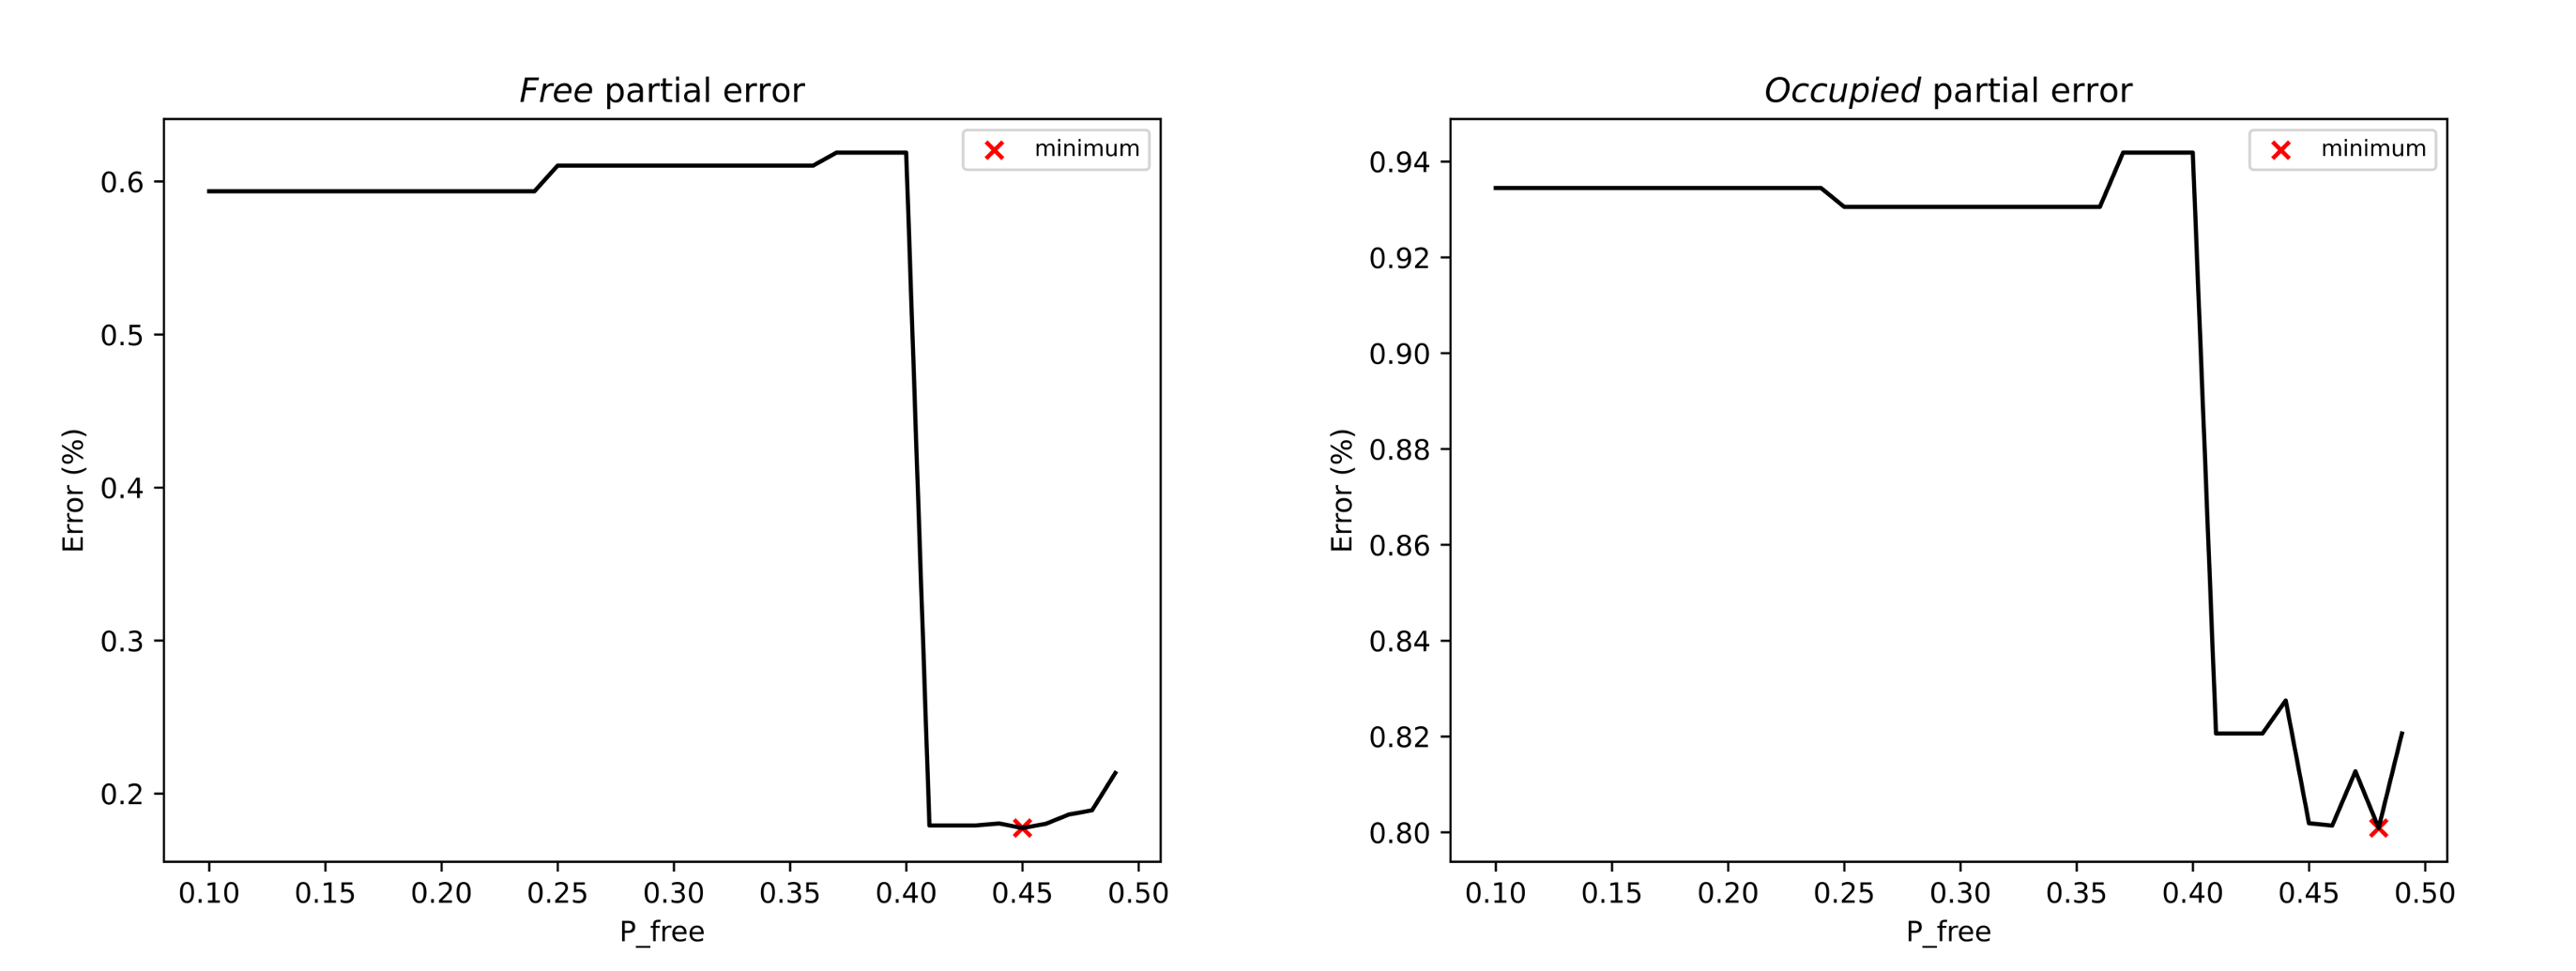 Free partial error
minimum
0.6
0.5
0.4
0.3
0.2
Error (%)
0.10 0.15 0.20 0.25 0.30 0.35 0.40 0.45 0.50
P_free
Occupied partial error
minimum
0.94
0.92
0.90
0.88
0.86
0.84
0.82
0.80
Error (%)
0.10 0.15 0.20 0.25 0.30 0.35 0.40 0.45 0.50
P_free